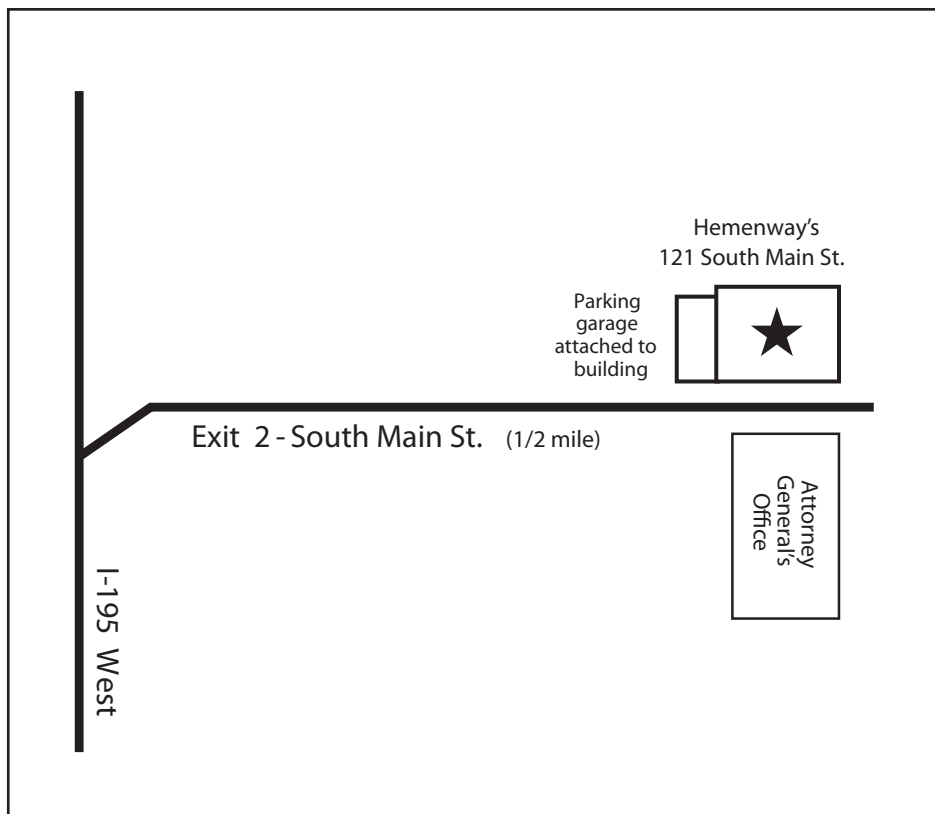 Hemenway's
121 South Main St.
Parking
garage
attached to
building
Exit 2 - South Main St. (1/2 mile)
Attorney
General's
Office
I-195 West